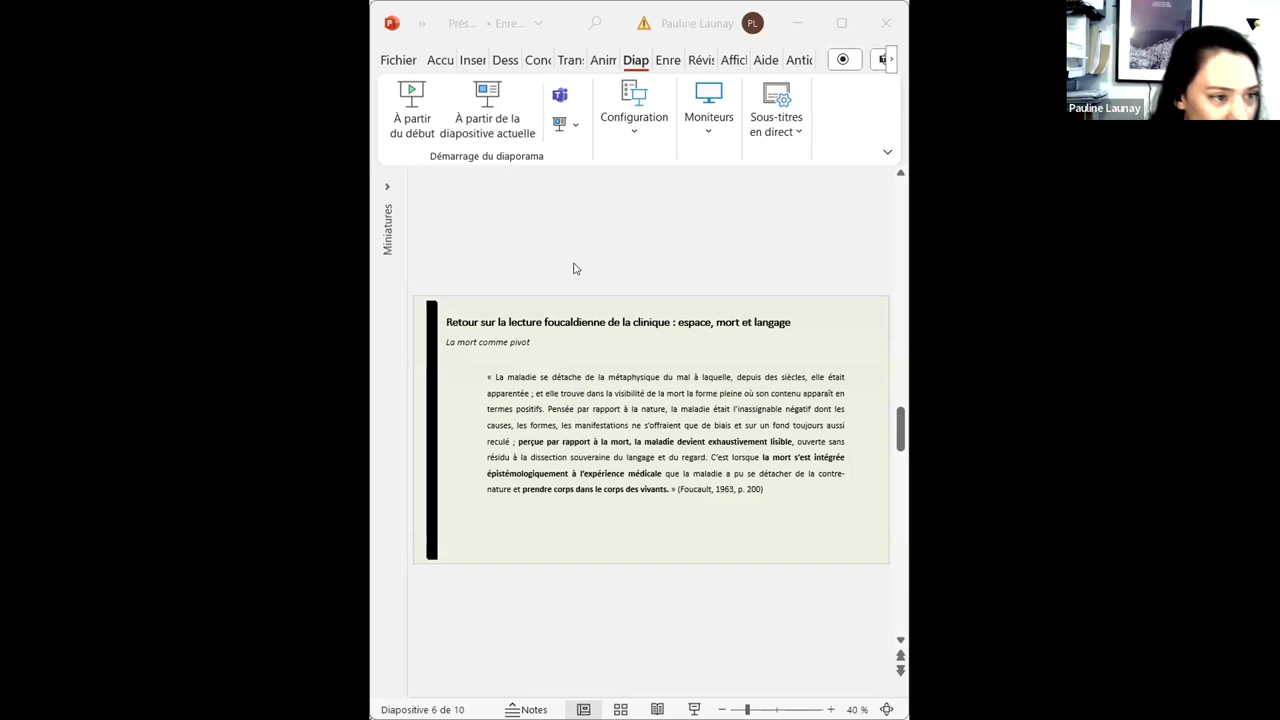 Prés... • Enre... Pauline Launay PL
Fichier Accu Inser Dess Conc Trans Anim Diap Enre Révis Affich Aide Antic
À partir du début
À partir de la diapositive actuelle
Configuration
Moniteurs
Sous-titres en direct
Démarrage du diaporama
Miniatures
Retour sur la lecture foucaldienne de la clinique : espace, mort et langage
La mort comme pivot
« La maladie se détache de la métaphysique du mal à laquelle, depuis des siècles, elle était
apparentée ; et elle trouve dans la visibilité de la mort la forme pleine où son contenu apparaît en
termes positifs. Pensée par rapport à la nature, la maladie était l'inassignable négatif dont les
causes, les formes, les manifestations ne s'offraient que de biais et sur un fond toujours aussi
reculé ; perçue par rapport à la mort, la maladie devient exhaustivement lisible, ouverte sans
résidu à la dissection souveraine du langage et du regard. C'est lorsque la mort s'est intégrée
épistémologiquement à l'expérience médicale que la maladie a pu se détacher de la contre-
nature et prendre corps dans le corps des vivants. » (Foucault, 1963, p. 200)
Diapositive 6 de 10 Notes 40 %
Pauline Launay